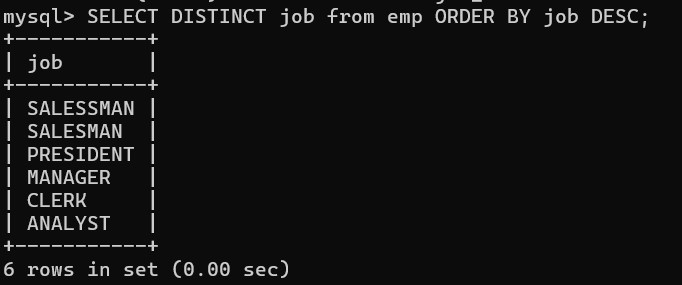 mysql> SELECT DISTINCT job from emp ORDER BY job DESC;
+-----------+
| job       |
+-----------+
| SALESSMAN |
| SALESMAN  |
| PRESIDENT |
| MANAGER   |
| CLERK     |
| ANALYST   |
+-----------+
6 rows in set (0.00 sec)